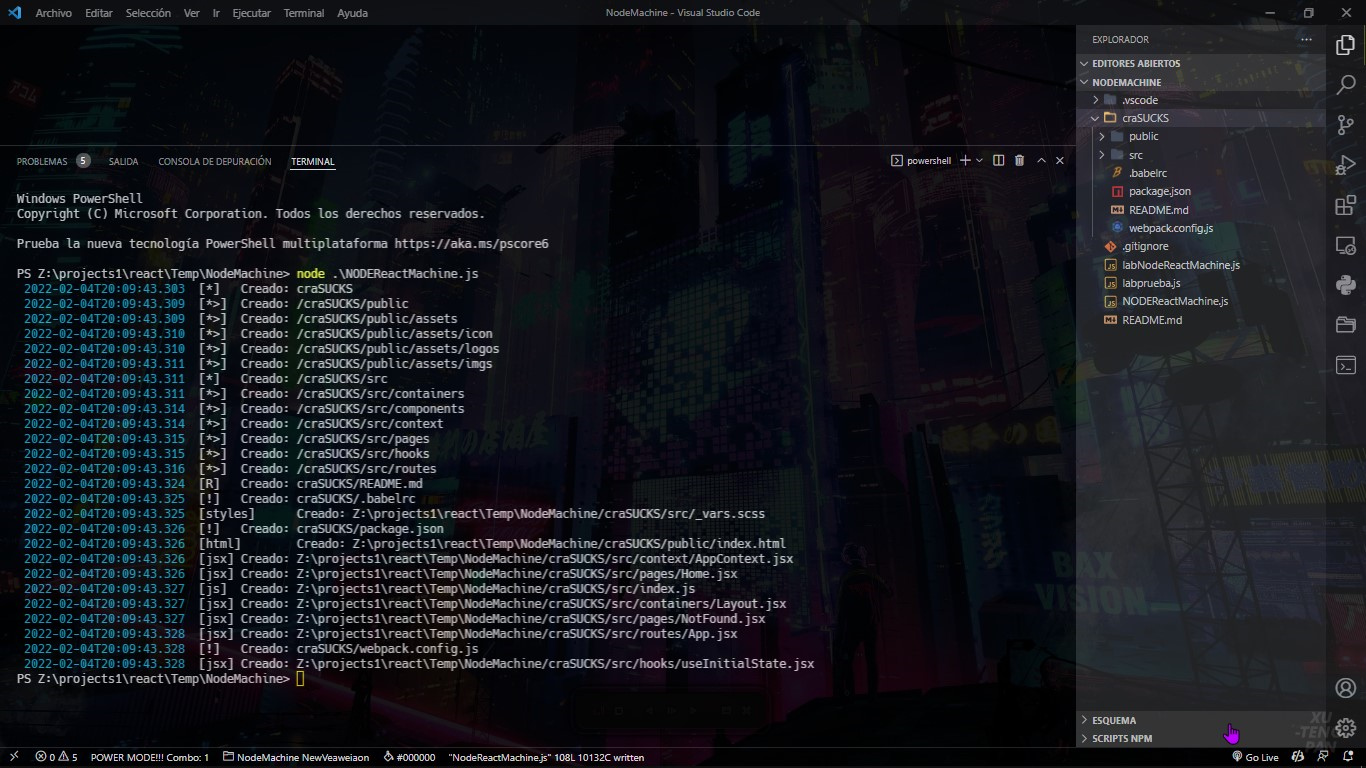 Archivo Editar Selección Ver Ir Ejecutar Terminal Ayuda
NodeMachine - Visual Studio Code
PROBLEMAS 5 SALIDA CONSOLA DE DEPURACIÓN TERMINAL
powershell
Windows PowerShell
Copyright (C) Microsoft Corporation. Todos los derechos reservados.
Prueba la nueva tecnología PowerShell multiplataforma https://aka.ms/pscore6
PS Z:\projects1\react\Temp\NodeMachine> node .\NODEReactMachine.js
2022-02-04T20:09:43.303 [*] Creado: craSUCKS
2022-02-04T20:09:43.309 [*>] Creado: /craSUCKS/public
2022-02-04T20:09:43.309 [*>] Creado: /craSUCKS/public/assets
2022-02-04T20:09:43.310 [*>] Creado: /craSUCKS/public/assets/icon
2022-02-04T20:09:43.310 [*>] Creado: /craSUCKS/public/assets/logos
2022-02-04T20:09:43.311 [*>] Creado: /craSUCKS/public/assets/imgs
2022-02-04T20:09:43.311 [*] Creado: /craSUCKS/src
2022-02-04T20:09:43.311 [*>] Creado: /craSUCKS/src/containers
2022-02-04T20:09:43.314 [*>] Creado: /craSUCKS/src/components
2022-02-04T20:09:43.314 [*>] Creado: /craSUCKS/src/context
2022-02-04T20:09:43.315 [*>] Creado: /craSUCKS/src/pages
2022-02-04T20:09:43.315 [*>] Creado: /craSUCKS/src/hooks
2022-02-04T20:09:43.316 [*>] Creado: /craSUCKS/src/routes
2022-02-04T20:09:43.324 [R] Creado: craSUCKS/README.md
2022-02-04T20:09:43.325 [!] Creado: craSUCKS/.babelrc
2022-02-04T20:09:43.325 [styles] Creado: Z:\projects1\react\Temp\NodeMachine/craSUCKS/src/_vars.scss
2022-02-04T20:09:43.326 [!] Creado: craSUCKS/package.json
2022-02-04T20:09:43.326 [html] Creado: Z:\projects1\react\Temp\NodeMachine/craSUCKS/public/index.html
2022-02-04T20:09:43.326 [jsx] Creado: Z:\projects1\react\Temp\NodeMachine/craSUCKS/src/context/AppContext.jsx
2022-02-04T20:09:43.326 [jsx] Creado: Z:\projects1\react\Temp\NodeMachine/craSUCKS/src/pages/Home.jsx
2022-02-04T20:09:43.327 [js] Creado: Z:\projects1\react\Temp\NodeMachine/craSUCKS/src/index.js
2022-02-04T20:09:43.327 [jsx] Creado: Z:\projects1\react\Temp\NodeMachine/craSUCKS/src/containers/Layout.jsx
2022-02-04T20:09:43.327 [jsx] Creado: Z:\projects1\react\Temp\NodeMachine/craSUCKS/src/pages/NotFound.jsx
2022-02-04T20:09:43.328 [jsx] Creado: Z:\projects1\react\Temp\NodeMachine/craSUCKS/src/routes/App.jsx
2022-02-04T20:09:43.328 [!] Creado: craSUCKS/webpack.config.js
2022-02-04T20:09:43.328 [jsx] Creado: Z:\projects1\react\Temp\NodeMachine/craSUCKS/src/hooks/useInitialState.jsx
PS Z:\projects1\react\Temp\NodeMachine>
EXPLORADOR
EDITORES ABIERTOS
NODEMACHINE
.vscode
craSUCKS
public
src
.babelrc
package.json
README.md
webpack.config.js
.gitignore
labNodeReactMachine.js
labprueba.js
NODEReactMachine.js
README.md
BAX
VISION
ESQUEMA
SCRIPTS NPM
XU
-TENG
PAN
0 5 POWER MODE!!! Combo: 1 NodeMachine NewVeaweiaon #000000 "NodeReactMachine.js" 108L 10132C written
Go Live